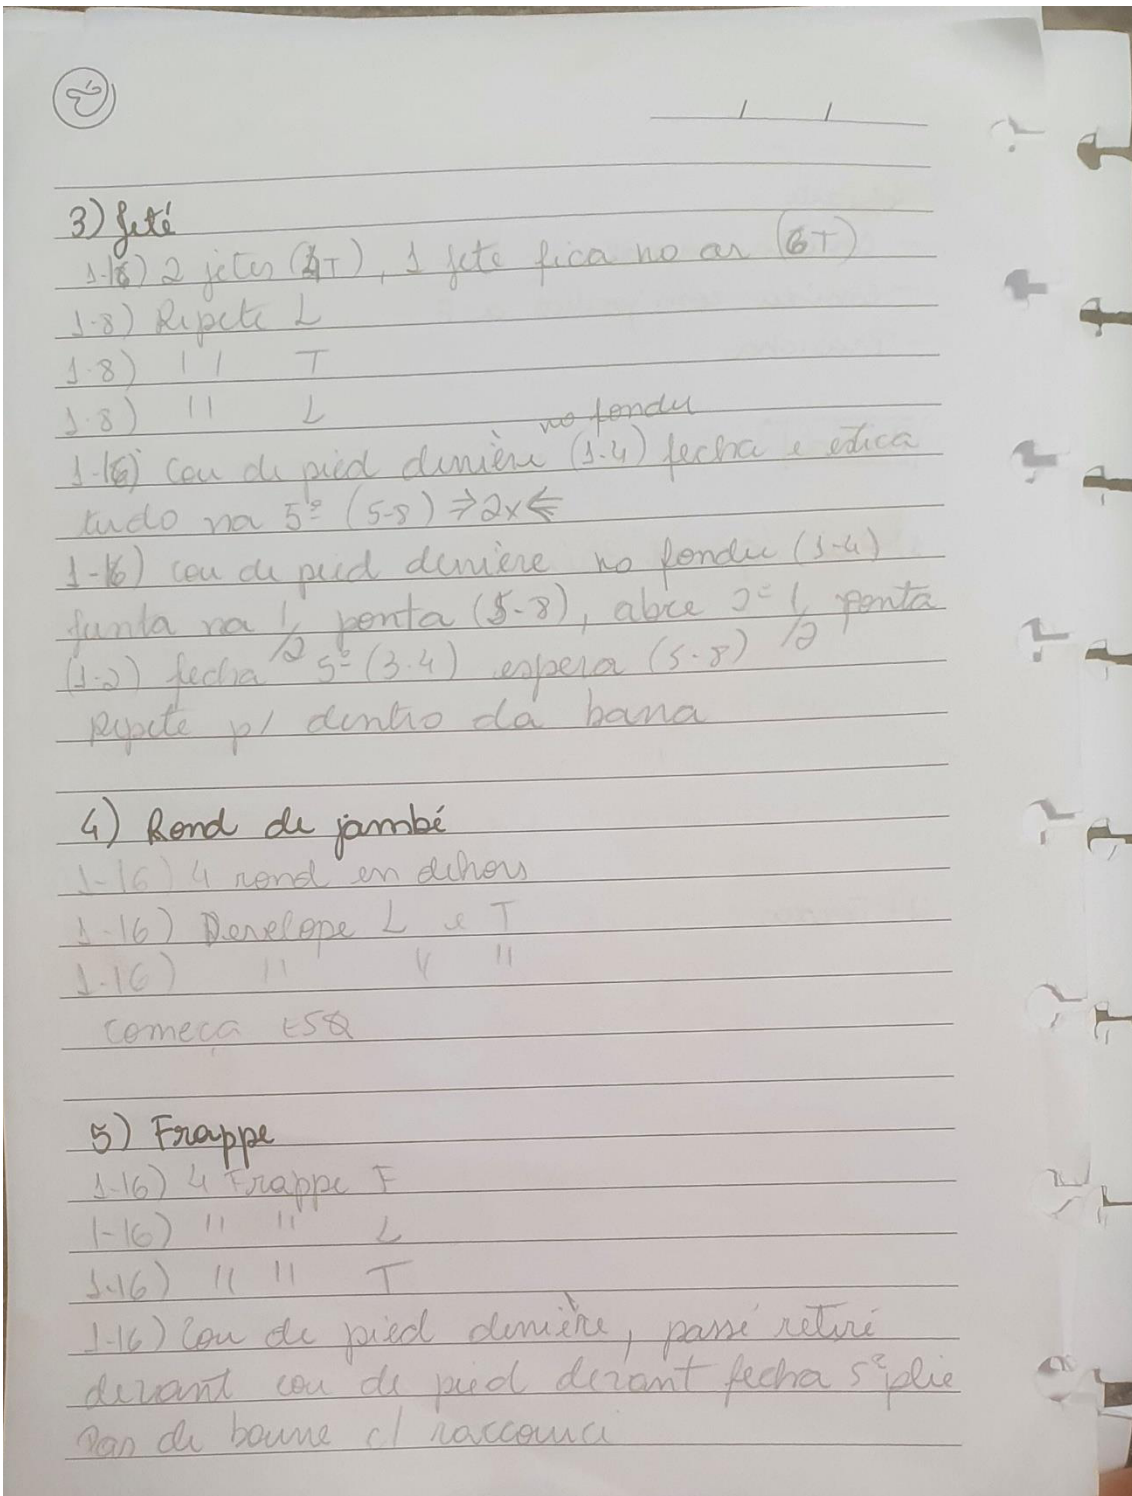 / /
3) Jeté
1-16) 2 jetes (4T), 1 jete fica no ar (6T)
1-8) Repete L
1-8) '' T
1-8) '' L
no fondu
1-16) cou de pied derrière (1-4) fecha e estica
tudo na 5ª (5-8) ⇒ 2x ⇐
1-16) cou de pied derrière no fondu (1-4)
junta na 1/2 ponta (5-8), abre 2ª 1/2 ponta
(1-2) fecha 5ª (3-4) espera (5-8)
Repete p/ dentro da barra
4) Rond de jambé
1-16) 4 rond en dehors
1-16) Develope L e T
1-16) '' '' ''
começa ESQ
5) Frappe
1-16) 4 Frappe F
1-16) '' '' L
1-16) '' '' T
1-16) Cou de pied derrière, passé retiré
devant cou de pied devant fecha 5ª plie
Pas de bourre c/ raccourci